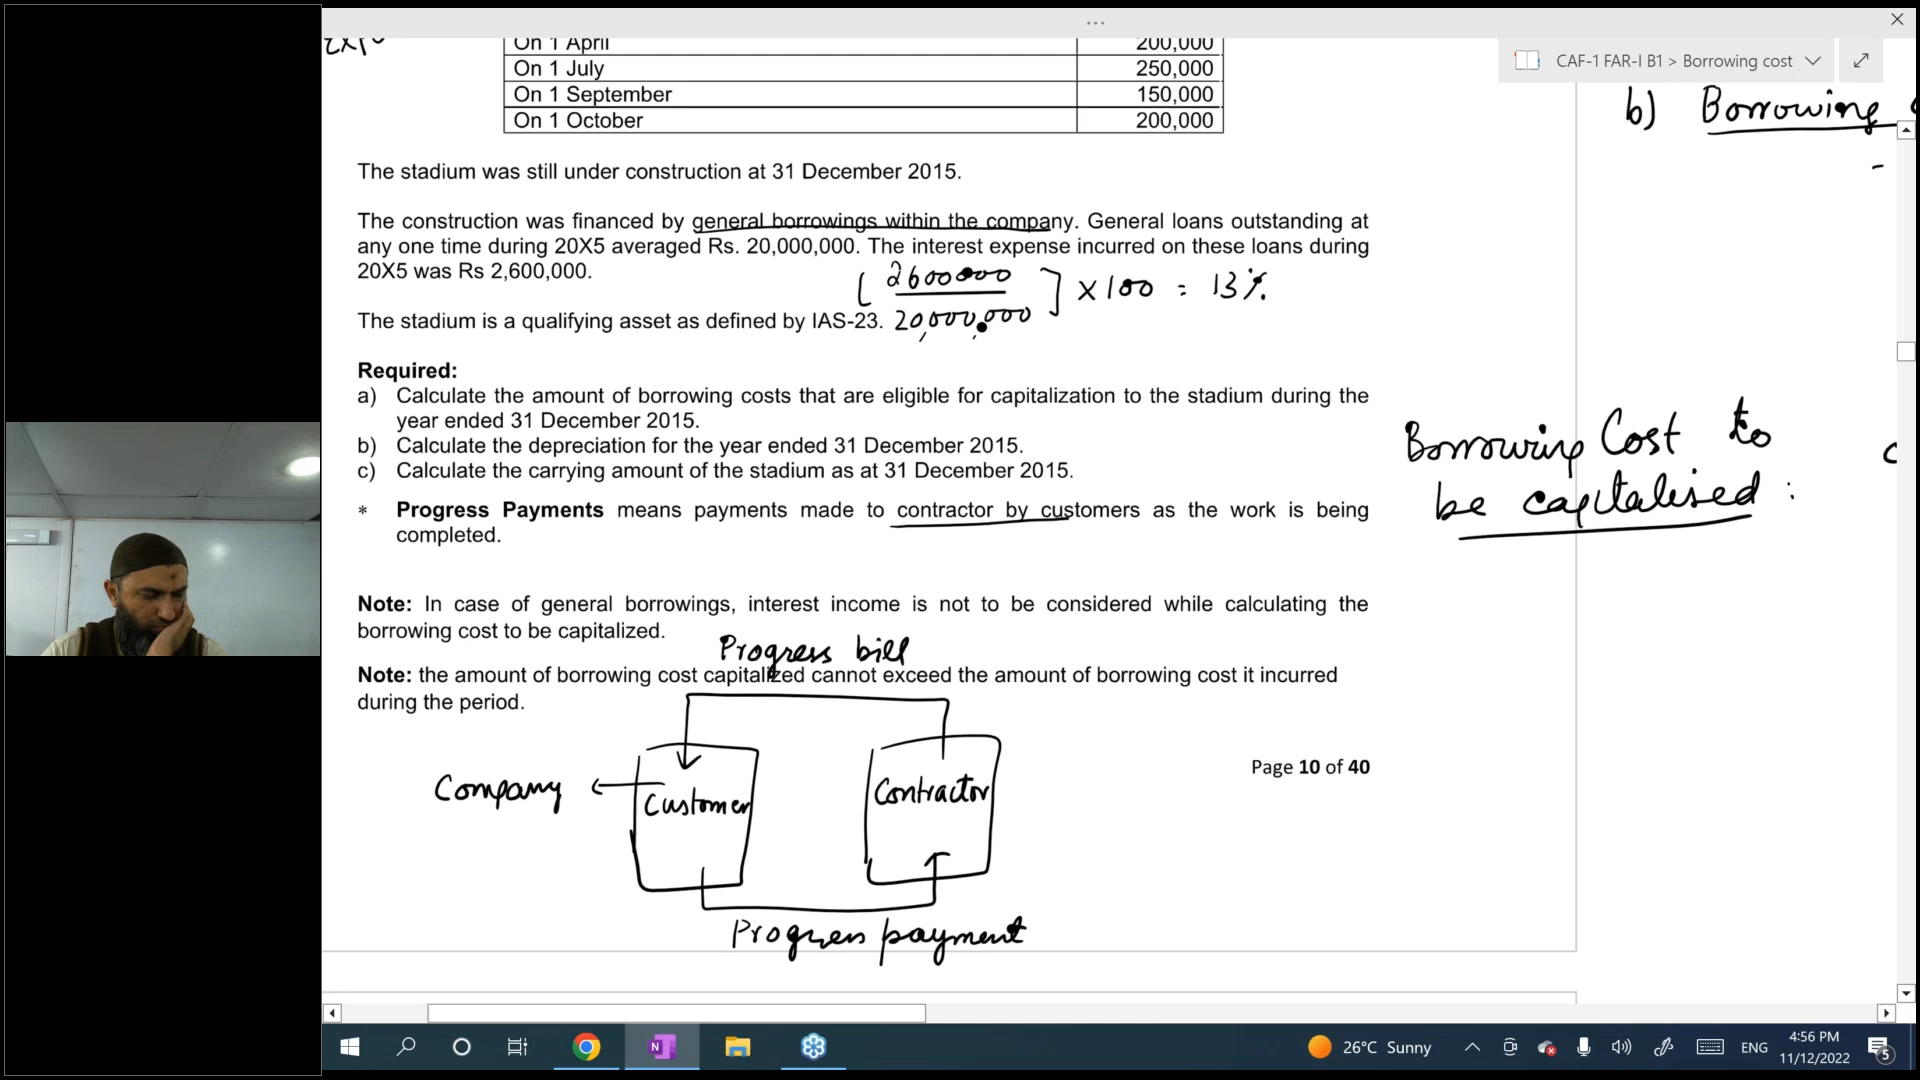 CAF-1 FAR-I B1 > Borrowing cost
On 1 April 200,000
On 1 July 250,000
On 1 September 150,000
On 1 October 200,000
b) Borrowing
-
The stadium was still under construction at 31 December 2015.
The construction was financed by general borrowings within the company. General loans outstanding at
any one time during 20X5 averaged Rs. 20,000,000. The interest expense incurred on these loans during
20X5 was Rs 2,600,000.
[2600000 / 20,000,000] × 100 = 13%.
The stadium is a qualifying asset as defined by IAS-23.
Required:
a) Calculate the amount of borrowing costs that are eligible for capitalization to the stadium during the
year ended 31 December 2015.
b) Calculate the depreciation for the year ended 31 December 2015.
c) Calculate the carrying amount of the stadium as at 31 December 2015.
Borrowing Cost to
be capitalised :
* Progress Payments means payments made to contractor by customers as the work is being
completed.
Note: In case of general borrowings, interest income is not to be considered while calculating the
borrowing cost to be capitalized.
Progress bill
Note: the amount of borrowing cost capitalized cannot exceed the amount of borrowing cost it incurred
during the period.
Page 10 of 40
Company
Customer
Contractor
Progress payment
26°C Sunny
ENG
4:56 PM
11/12/2022
5